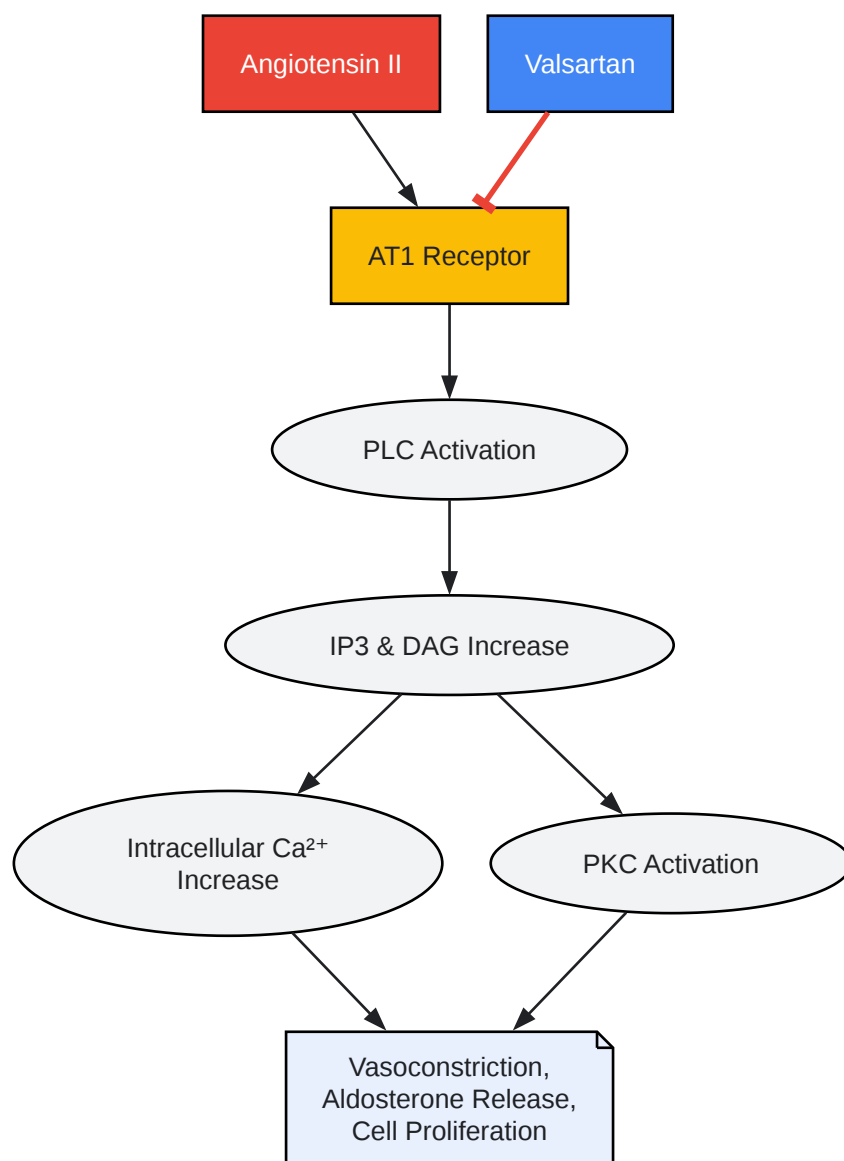 Angiotensin II
Valsartan
AT1 Receptor
PLC Activation
IP3 & DAG Increase
Intracellular Ca²⁺
Increase
PKC Activation
Vasoconstriction,
Aldosterone Release,
Cell Proliferation